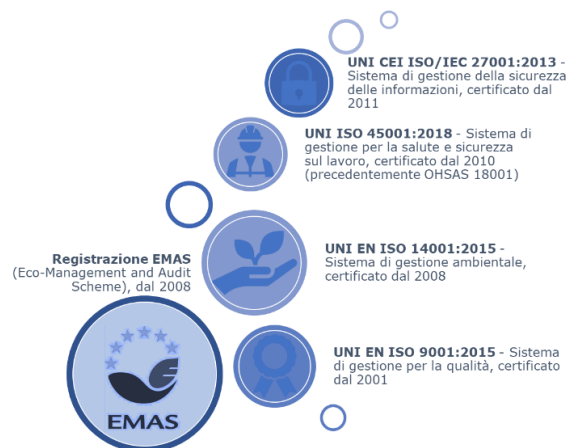 UNI CEI ISO/IEC 27001:2013 -
Sistema di gestione della sicurezza
delle informazioni, certificato dal
2011
UNI ISO 45001:2018 - Sistema di
gestione per la salute e sicurezza
sul lavoro, certificato dal 2010
(precedentemente OHSAS 18001)
Registrazione EMAS
(Eco-Management and Audit
Scheme), dal 2008
UNI EN ISO 14001:2015 -
Sistema di gestione ambientale,
certificato dal 2008
EMAS
UNI EN ISO 9001:2015 - Sistema
di gestione per la qualità, certificato
dal 2001